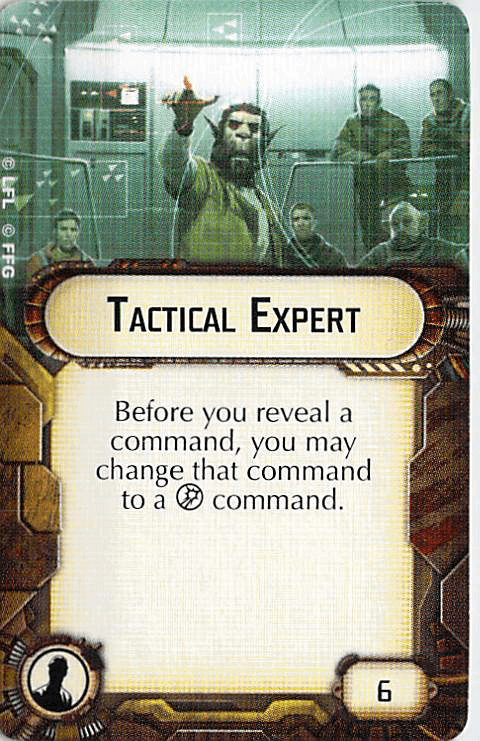 © LFL © FFG
TACTICAL EXPERT
Before you reveal a
command, you may
change that command
to a command.
6